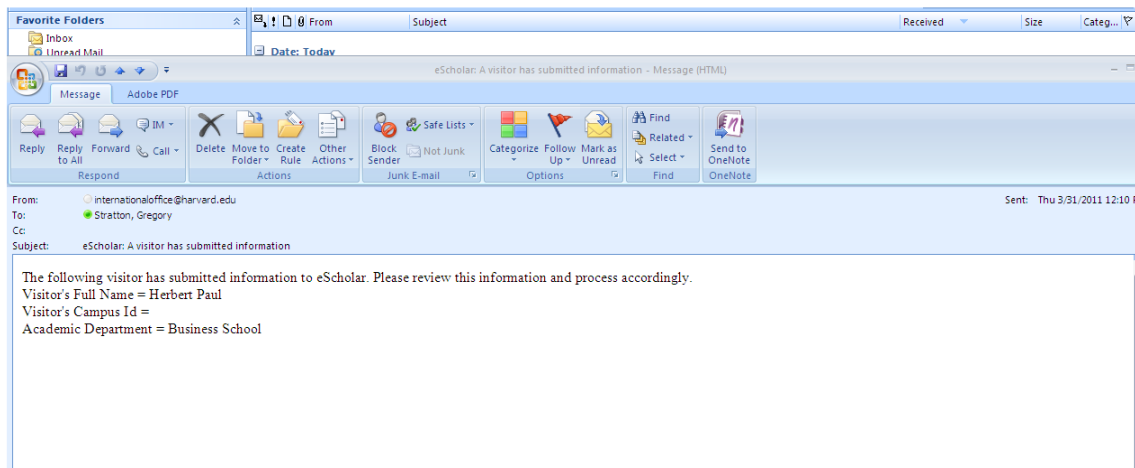 Favorite Folders
From Subject Received Size Categ...
Inbox
Unread Mail
Date: Today
eScholar: A visitor has submitted information - Message (HTML)
Message Adobe PDF
Reply
Reply to All
Forward
IM
Call
Delete
Move to Folder
Create Rule
Other Actions
Block Sender
Safe Lists
Not Junk
Categorize
Follow Up
Mark as Unread
Find
Related
Select
Send to OneNote
Respond Actions Junk E-mail Options Find OneNote
From: internationaloffice@harvard.edu Sent: Thu 3/31/2011 12:10
To: Stratton, Gregory
Cc:
Subject: eScholar: A visitor has submitted information
The following visitor has submitted information to eScholar. Please review this information and process accordingly.
Visitor's Full Name = Herbert Paul
Visitor's Campus Id =
Academic Department = Business School